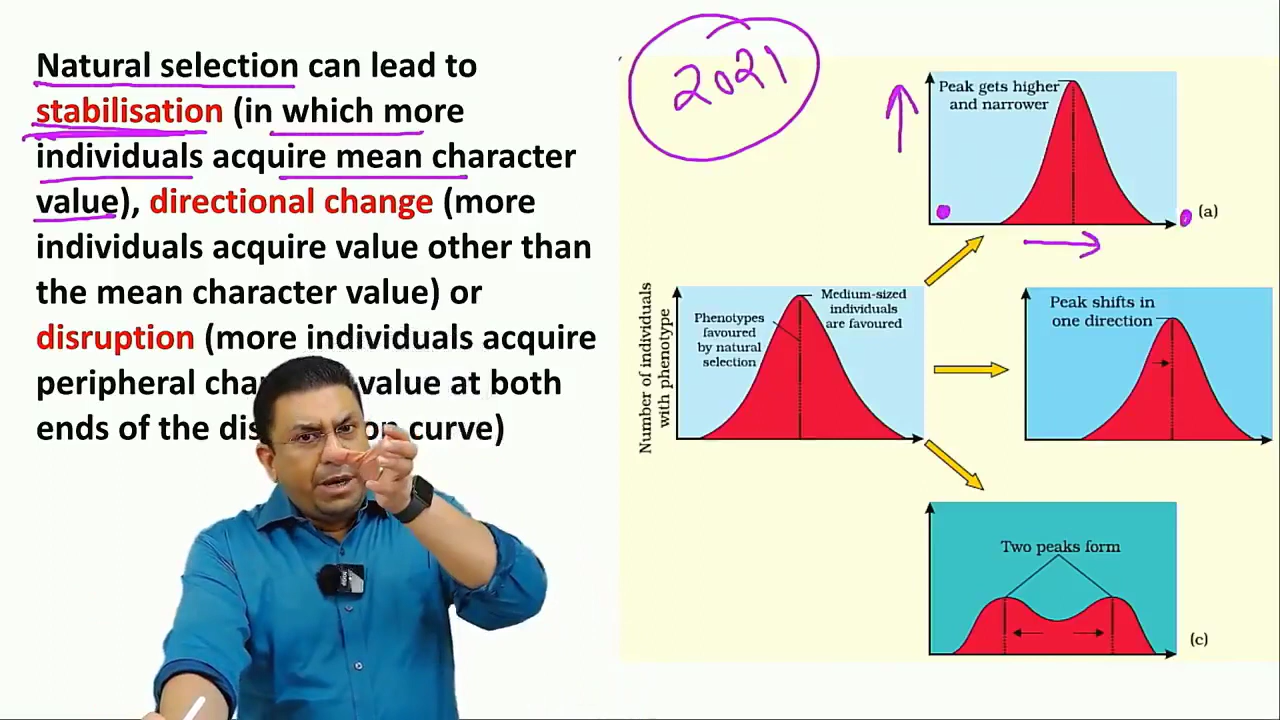 Natural selection can lead to
stabilisation (in which more
individuals acquire mean character
value), directional change (more
individuals acquire value other than
the mean character value) or
disruption (more individuals acquire
peripheral value at both
ends of the curve)
2021
Peak gets higher
and narrower
(a)
Number of individuals
with phenotype
Phenotypes
favoured
by natural
selection
Medium-sized
individuals
are favoured
Peak shifts in
one direction
Two peaks form
(c)